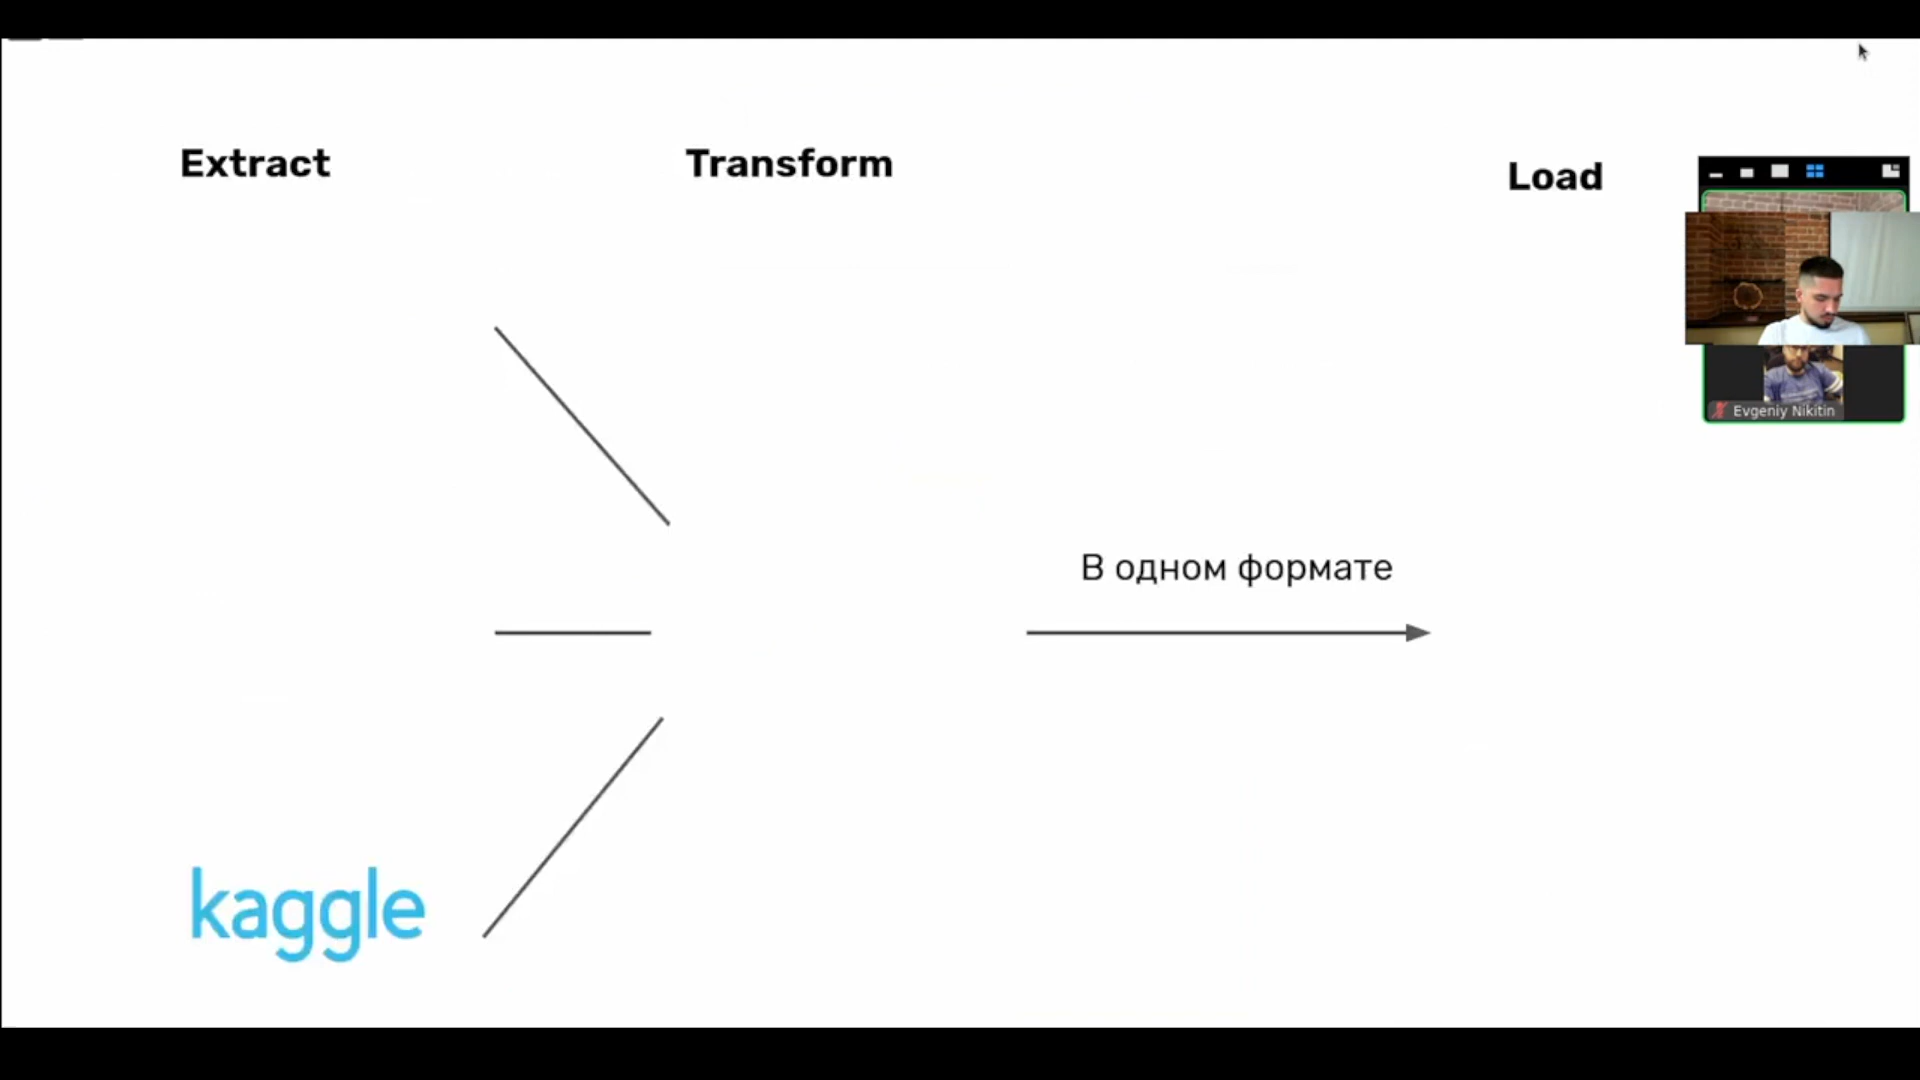 Extract
Transform
Load
Evgeniy Nikitin
В одном формате
kaggle